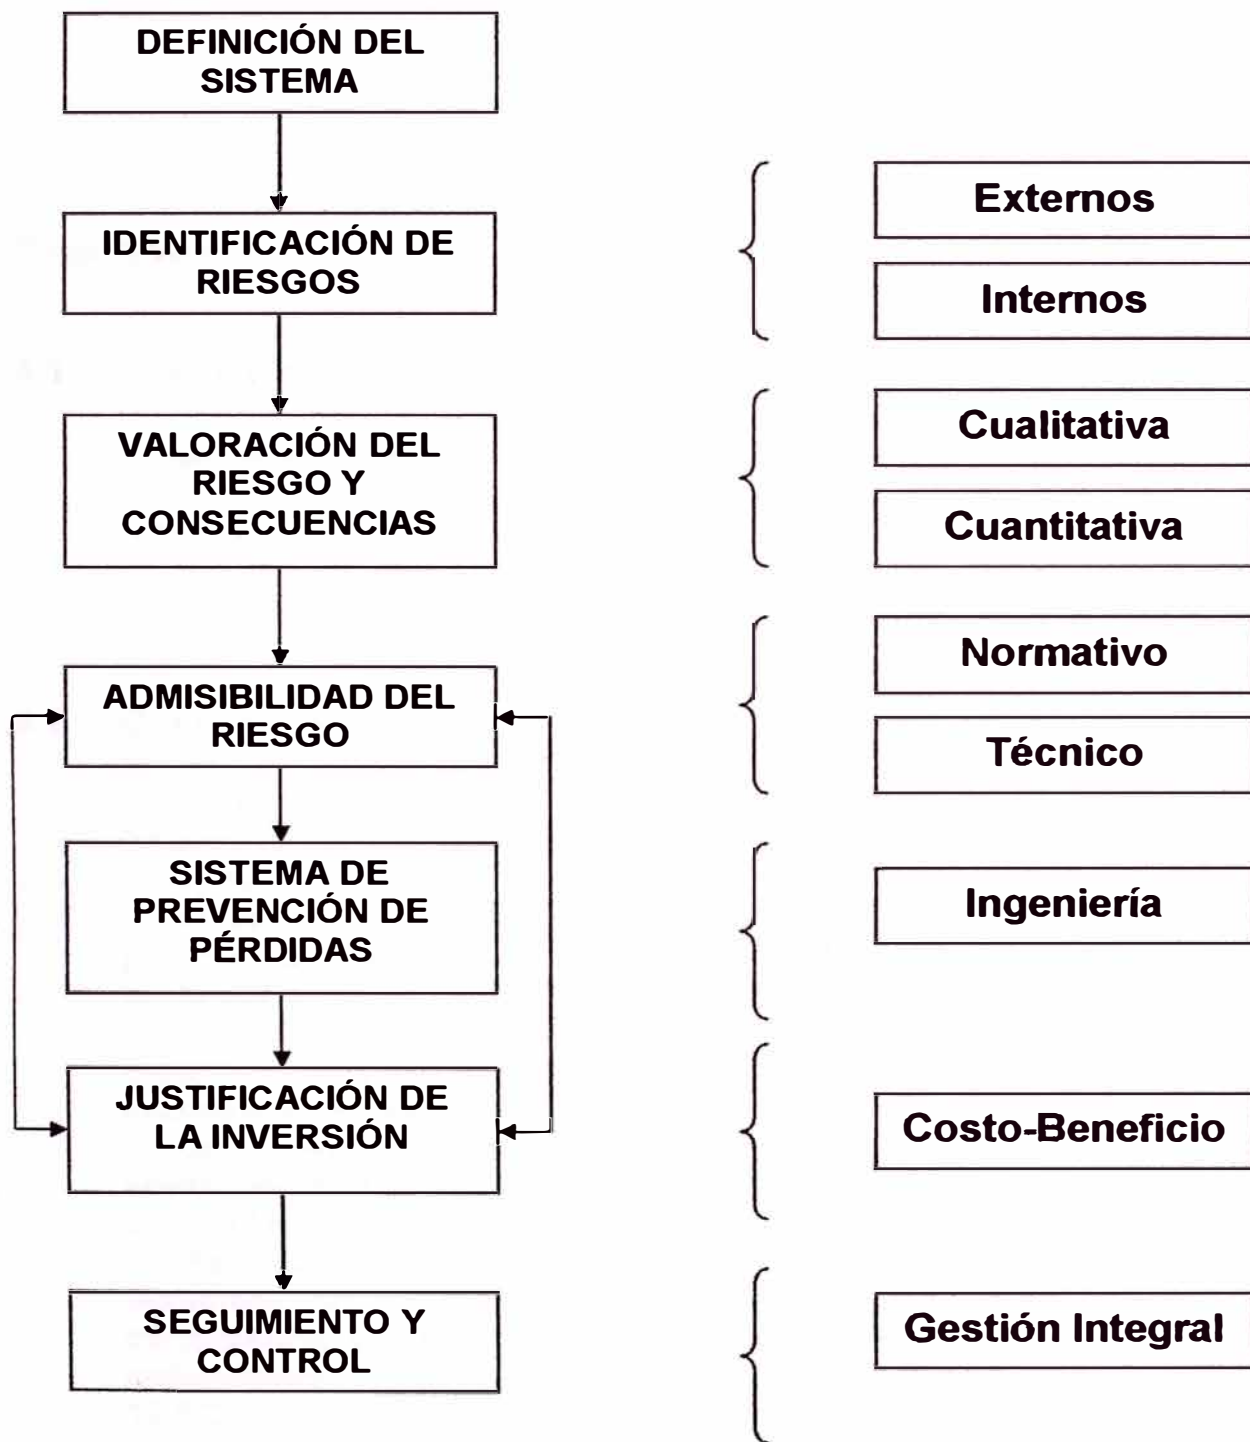 DEFINICIÓN DEL
SISTEMA
IDENTIFICACIÓN DE
RIESGOS
Externos
Internos
VALORACIÓN DEL
RIESGO Y
CONSECUENCIAS
Cualitativa
Cuantitativa
ADMISIBILIDAD DEL
RIESGO
Normativo
Técnico
SISTEMA DE
PREVENCIÓN DE
PÉRDIDAS
Ingeniería
JUSTIFICACIÓN DE
LA INVERSIÓN
Costo-Beneficio
SEGUIMIENTO Y
CONTROL
Gestión Integral